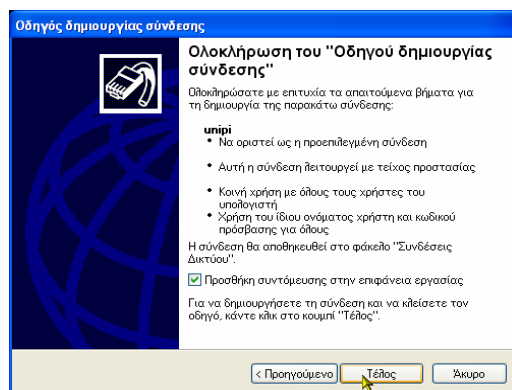 Οδηγός δημιουργίας σύνδεσης
Ολοκλήρωση του "Οδηγού δημιουργίας
σύνδεσης"
Ολοκληρώσατε με επιτυχία τα απαιτούμενα βήματα για
τη δημιουργία της παρακάτω σύνδεσης:
unipi
• Να οριστεί ως η προεπιλεγμένη σύνδεση
• Αυτή η σύνδεση λειτουργεί με τείχος προστασίας
• Κοινή χρήση με όλους τους χρήστες του
υπολογιστή
• Χρήση του ίδιου ονόματος χρήστη και κωδικού
πρόσβασης για όλους
Η σύνδεση θα αποθηκευθεί στο φάκελο "Συνδέσεις
Δικτύου".
Προσθήκη συντόμευσης στην επιφάνεια εργασίας
Για να δημιουργήσετε τη σύνδεση και να κλείσετε τον
οδηγό, κάντε κλικ στο κουμπί "Τέλος".
< Προηγούμενο Τέλος Άκυρο